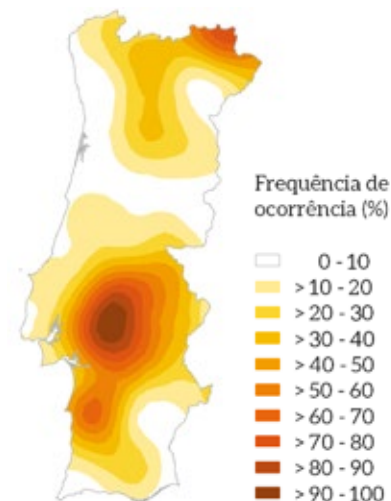 Frequência de
ocorrência (%)
0 - 10
> 10 - 20
> 20 - 30
> 30 - 40
> 40 - 50
> 50 - 60
> 60 - 70
> 70 - 80
> 80 - 90
> 90 - 100